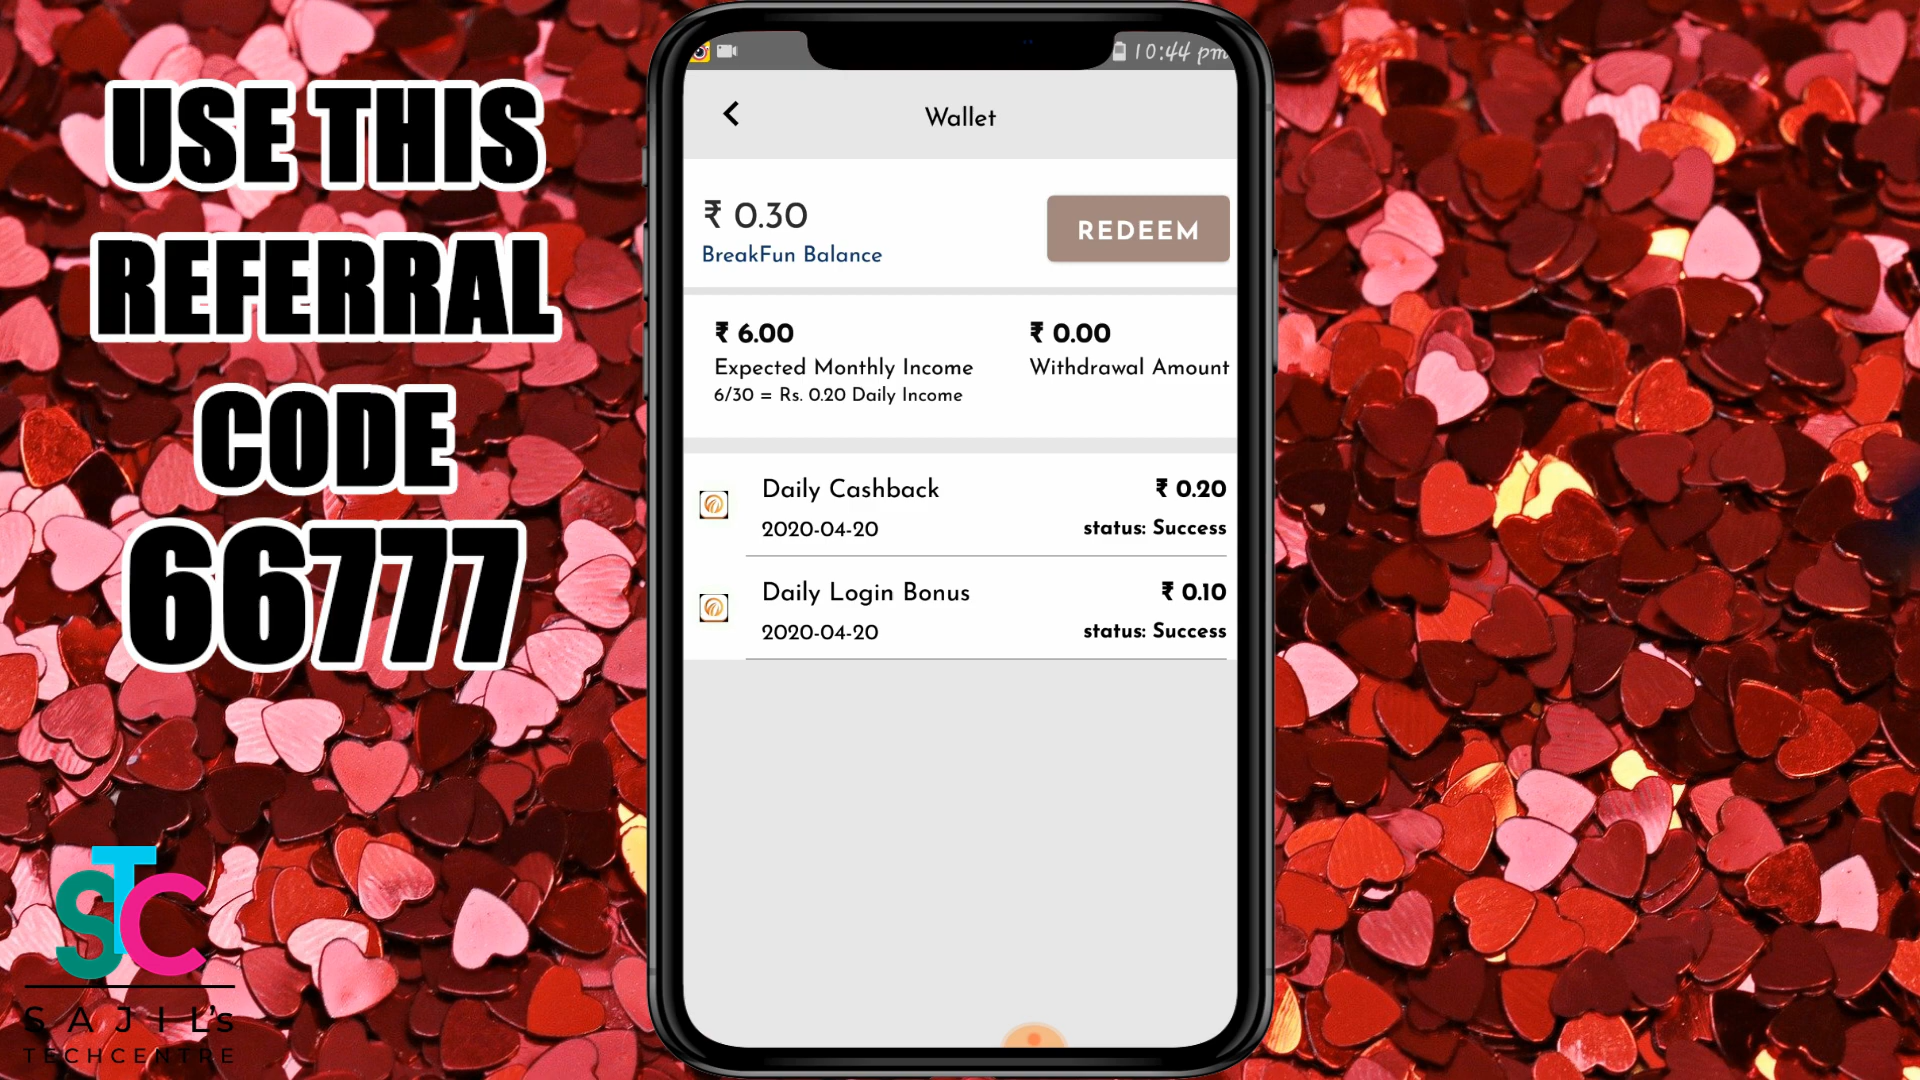 USE THIS
REFERRAL
CODE
66777
10:44 pm
Wallet
₹ 0.30
BreakFun Balance
REDEEM
₹ 6.00
Expected Monthly Income
6/30 = Rs. 0.20 Daily Income
₹ 0.00
Withdrawal Amount
Daily Cashback
₹ 0.20
2020-04-20
status: Success
Daily Login Bonus
₹ 0.10
2020-04-20
status: Success
STC
SAJIL's
TECHCENTRE